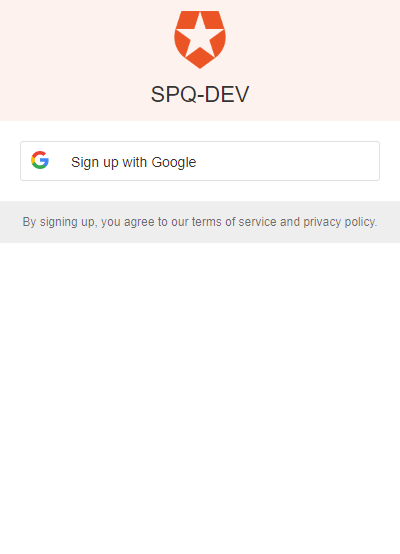 SPQ-DEV
Sign up with Google
By signing up, you agree to our terms of service and privacy policy.